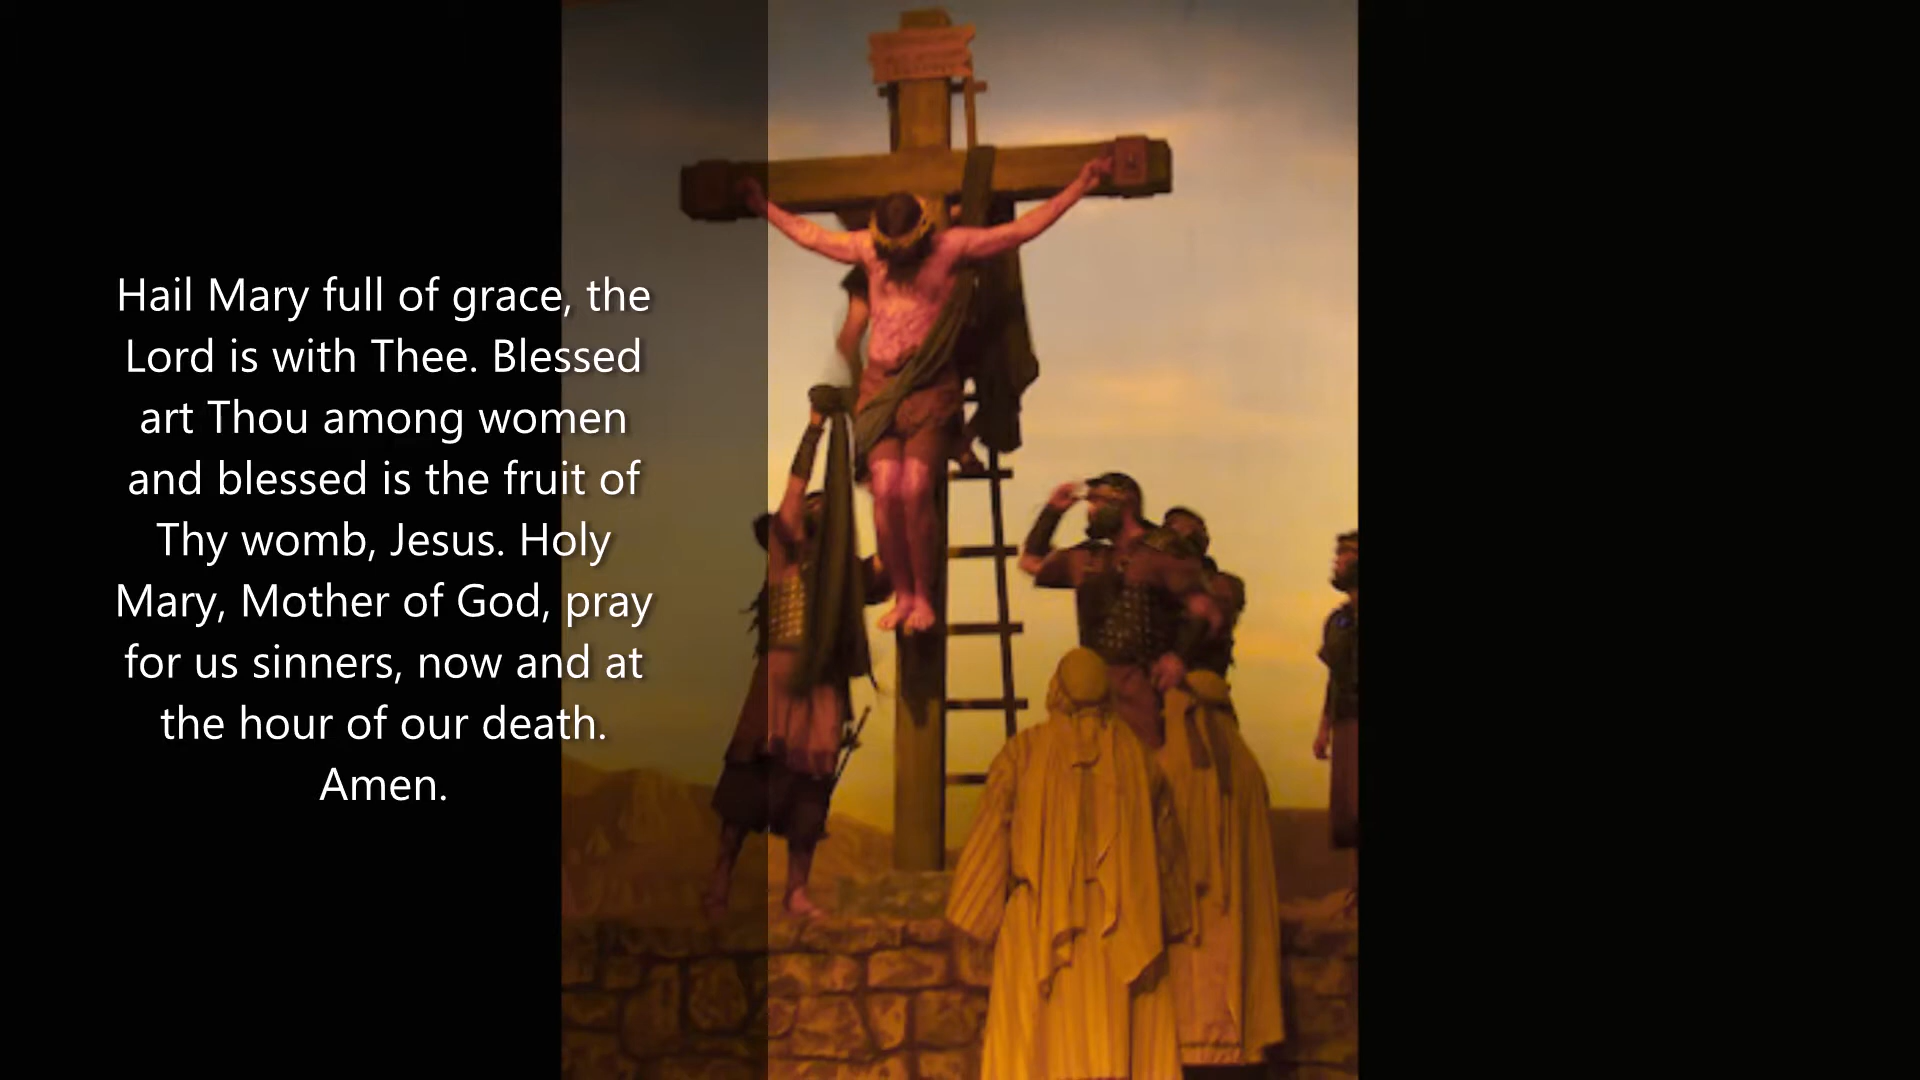 Hail Mary full of grace, the
Lord is with Thee. Blessed
art Thou among women
and blessed is the fruit of
Thy womb, Jesus. Holy
Mary, Mother of God, pray
for us sinners, now and at
the hour of our death.
Amen.